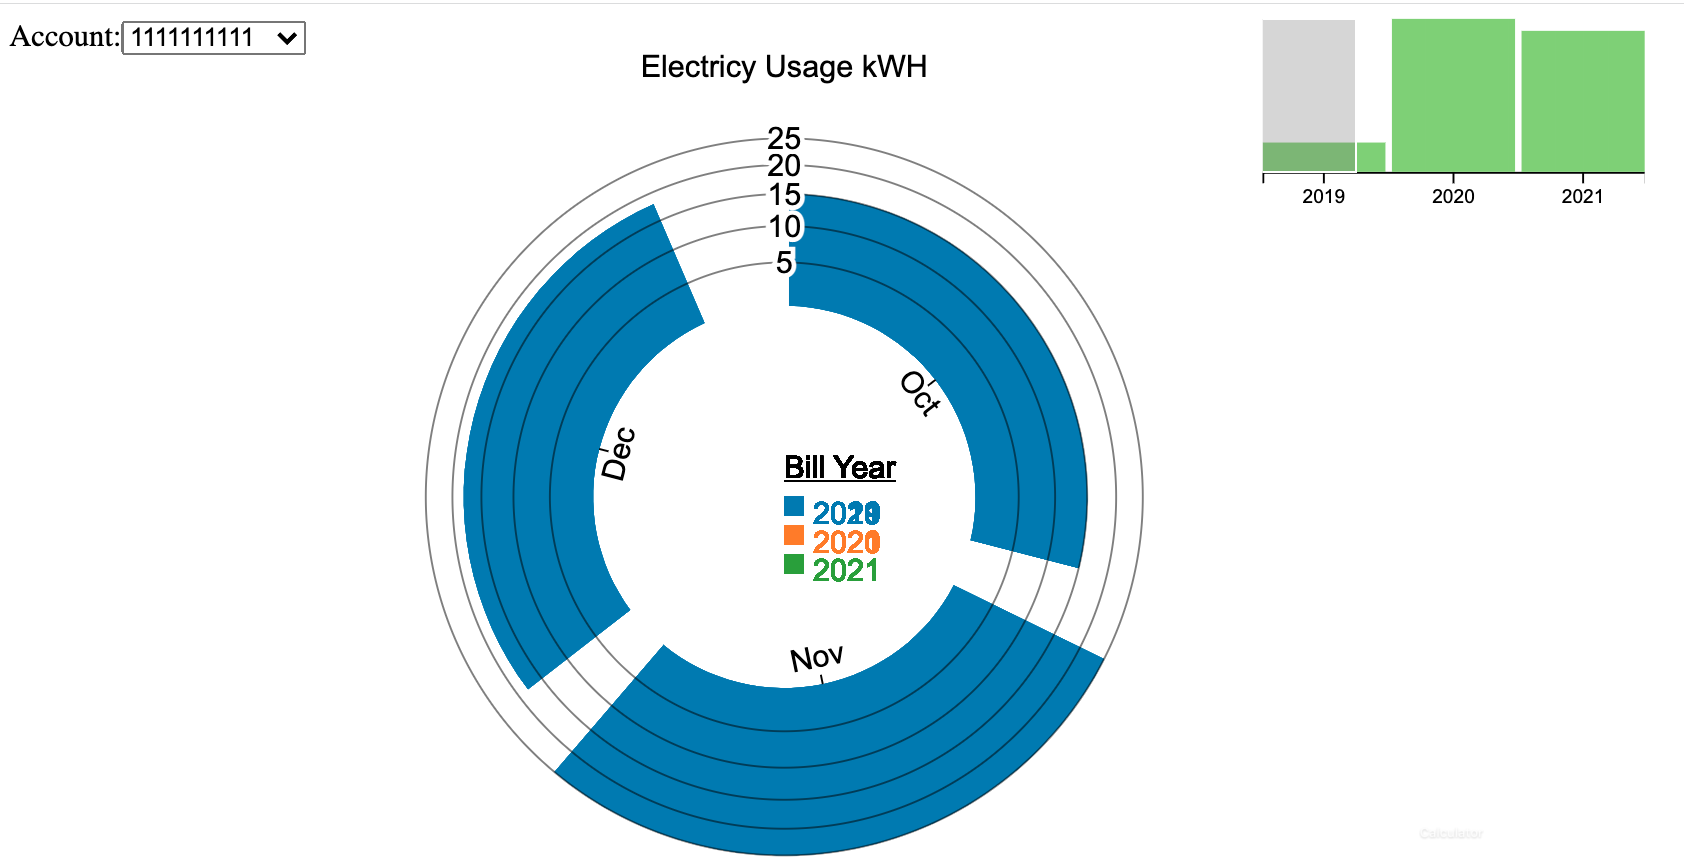 Account: 1111111111
Electricy Usage kWH
25
20
15
10
5
Oct
Nov
Dec
Bill Year
2020
2021
2019
2020
2021
Calculator